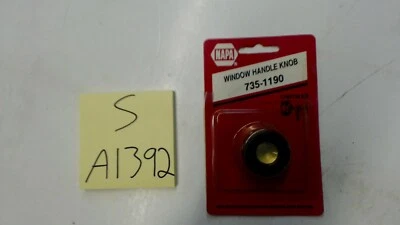 S
A1392
NAPA
WINDOW HANDLE KNOB
735-1190